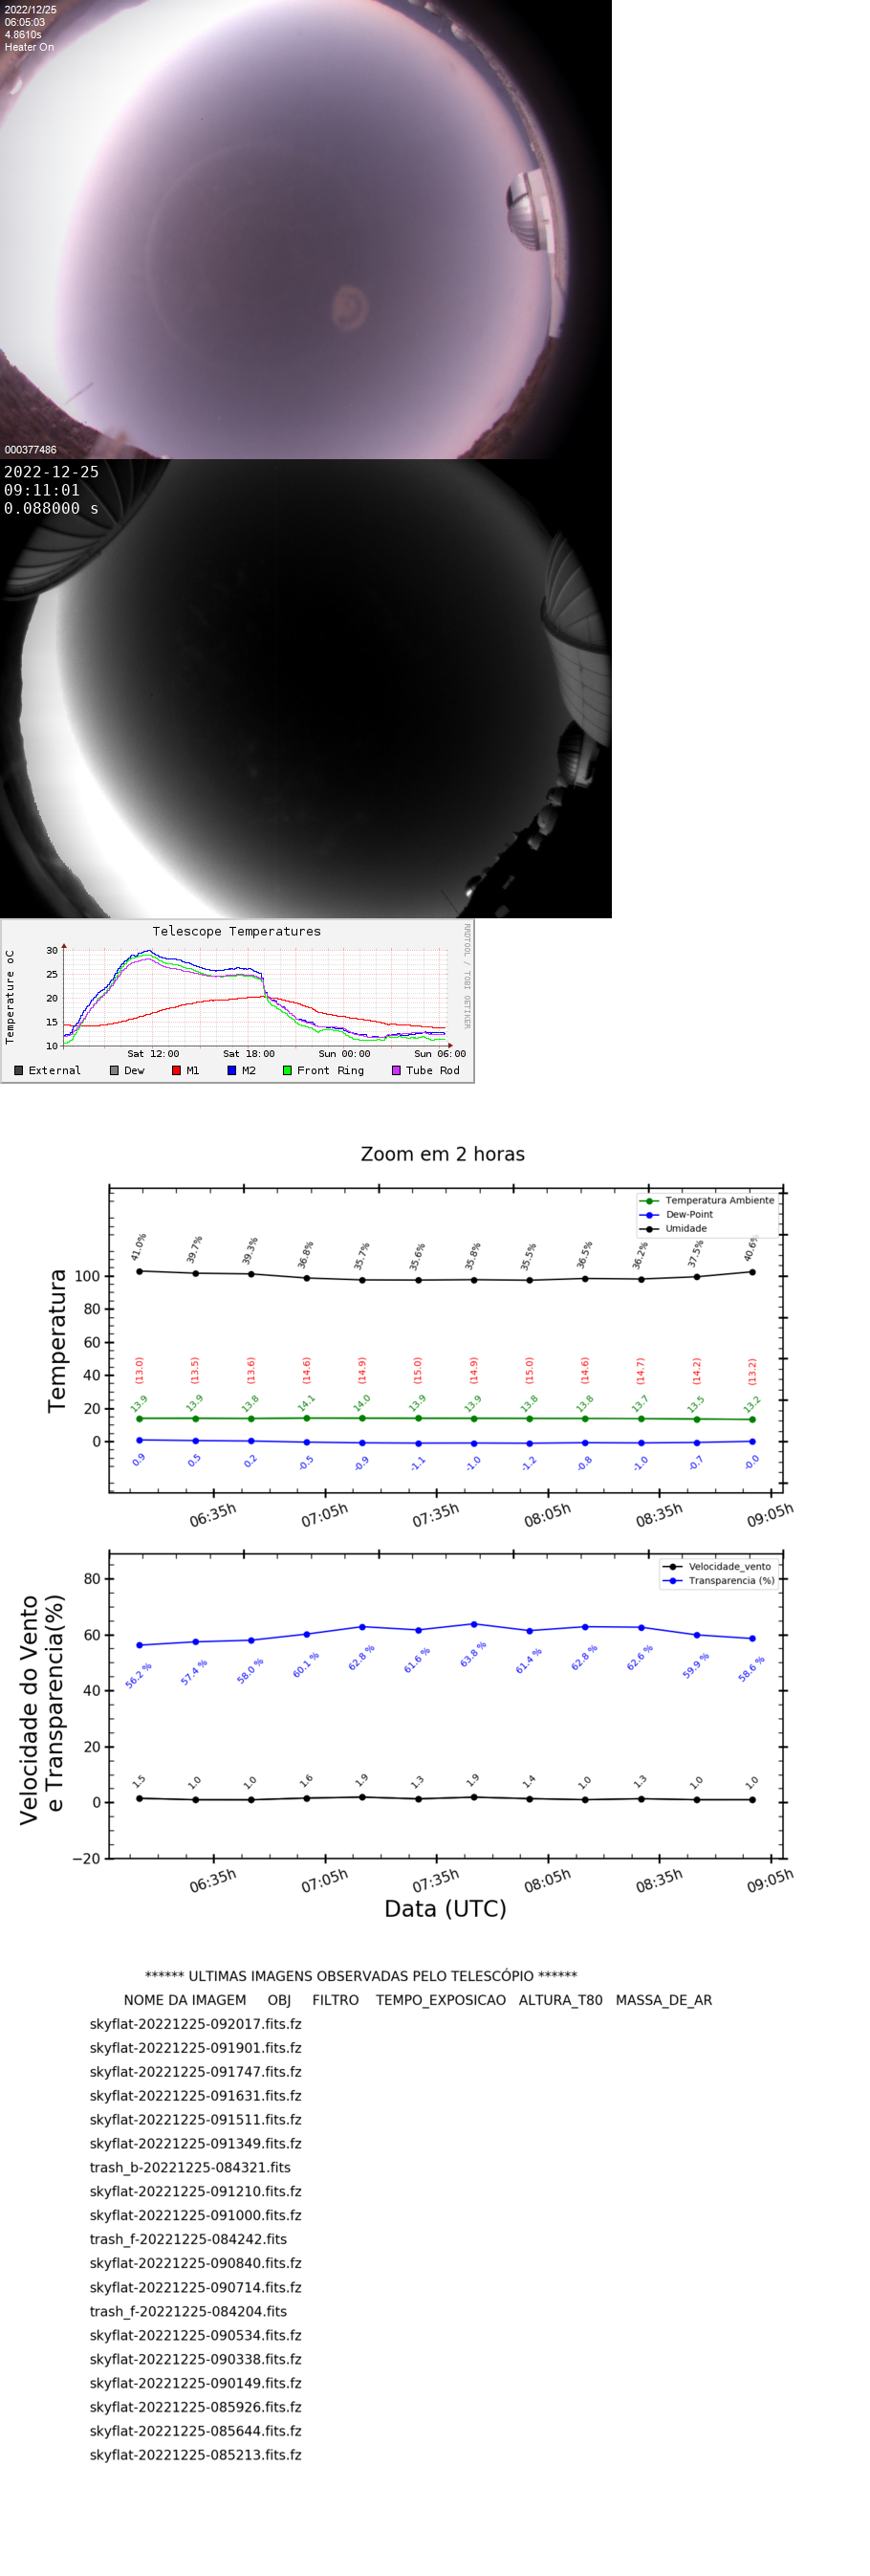 2022/12/25
06:05:03
4.8610s
Heater On
000377486
2022-12-25
09:11:01
0.088000 s
Telescope Temperatures
RRDTOOL / TOBI OETIKER
Temperature oC
30
25
20
15
10
Sat 12:00 Sat 18:00 Sun 00:00 Sun 06:00
External Dew M1 M2 Front Ring Tube Rod
Zoom em 2 horas
Temperatura Ambiente
Dew-Point
Umidade
Temperatura
41.0% 39.7% 39.3% 36.8% 35.7% 35.6% 35.8% 35.5% 36.5% 36.2% 37.5% 40.6%
100
80
60
40
20
0
(13.0) (13.5) (13.6) (14.6) (14.9) (15.0) (14.9) (15.0) (14.6) (14.7) (14.2) (13.2)
13.9 13.9 13.8 14.1 14.0 13.9 13.9 13.8 13.8 13.7 13.5 13.2
0.9 0.5 0.2 -0.5 -0.9 -1.1 -1.0 -1.2 -0.8 -1.0 -0.7 -0.0
06:35h 07:05h 07:35h 08:05h 08:35h 09:05h
Velocidade_vento
Transparencia (%)
Velocidade do Vento
e Transparencia(%)
80
60
40
20
0
−20
56.2 % 57.4 % 58.0 % 60.1 % 62.8 % 61.6 % 63.8 % 61.4 % 62.8 % 62.6 % 59.9 % 58.6 %
1.5 1.0 1.0 1.6 1.9 1.3 1.9 1.4 1.0 1.3 1.0 1.0
06:35h 07:05h 07:35h 08:05h 08:35h 09:05h
Data (UTC)
****** ULTIMAS IMAGENS OBSERVADAS PELO TELESCÓPIO ******
NOME DA IMAGEM OBJ FILTRO TEMPO_EXPOSICAO ALTURA_T80 MASSA_DE_AR
skyflat-20221225-092017.fits.fz
skyflat-20221225-091901.fits.fz
skyflat-20221225-091747.fits.fz
skyflat-20221225-091631.fits.fz
skyflat-20221225-091511.fits.fz
skyflat-20221225-091349.fits.fz
trash_b-20221225-084321.fits
skyflat-20221225-091210.fits.fz
skyflat-20221225-091000.fits.fz
trash_f-20221225-084242.fits
skyflat-20221225-090840.fits.fz
skyflat-20221225-090714.fits.fz
trash_f-20221225-084204.fits
skyflat-20221225-090534.fits.fz
skyflat-20221225-090338.fits.fz
skyflat-20221225-090149.fits.fz
skyflat-20221225-085926.fits.fz
skyflat-20221225-085644.fits.fz
skyflat-20221225-085213.fits.fz